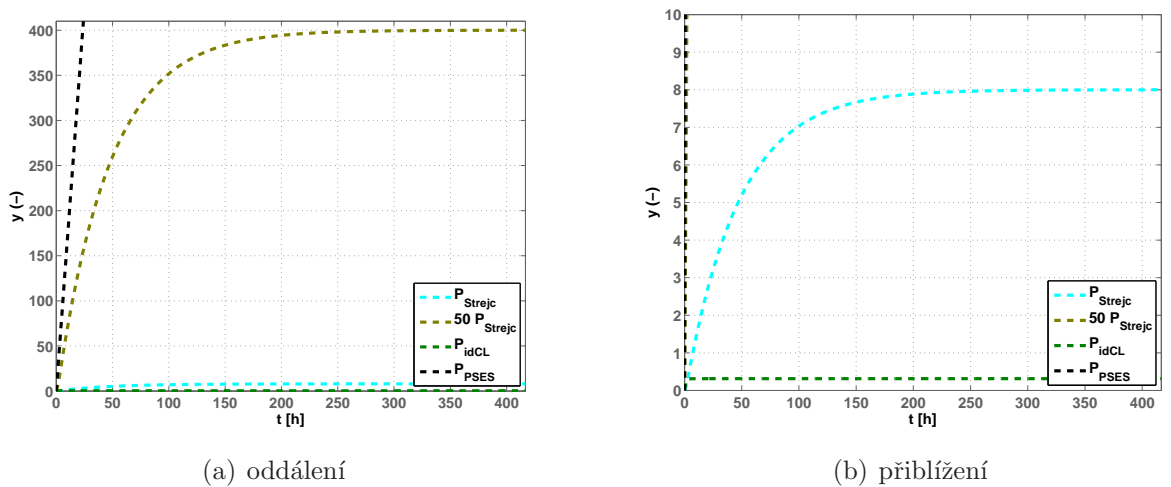 400
350
300
250
200
150
100
50
0
y (−)
0 50 100 150 200 250 300 350 400
t [h]
P_Strejc
50 P_Strejc
P_idCL
P_PSES
(a) oddálení
10
9
8
7
6
5
4
3
2
1
0
y (−)
0 50 100 150 200 250 300 350 400
t [h]
P_Strejc
50 P_Strejc
P_idCL
P_PSES
(b) přiblížení